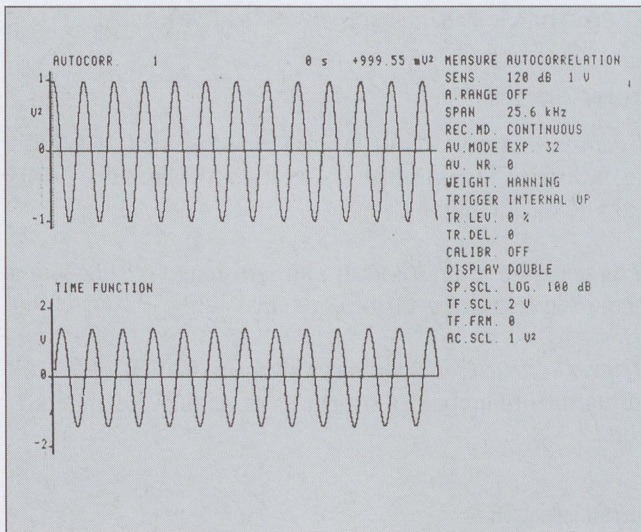 AUTOCORR. 1 0 s +999.55 mU²
1
U²
0
-1
TIME FUNCTION
2
U
0
-2
MEASURE AUTOCORRELATION
SENS. 120 dB 1 U
A.RANGE OFF
SPAN 25.6 kHz
REC.MD. CONTINUOUS
AV.MODE EXP. 32
AV. NR. 0
WEIGHT. HANNING
TRIGGER INTERNAL UP
TR.LEV. 0 %
TR.DEL. 0
CALIBR. OFF
DISPLAY DOUBLE
SP.SCL. LOG. 100 dB
TF.SCL. 2 U
TF.FRM. 0
AC.SCL. 1 U²